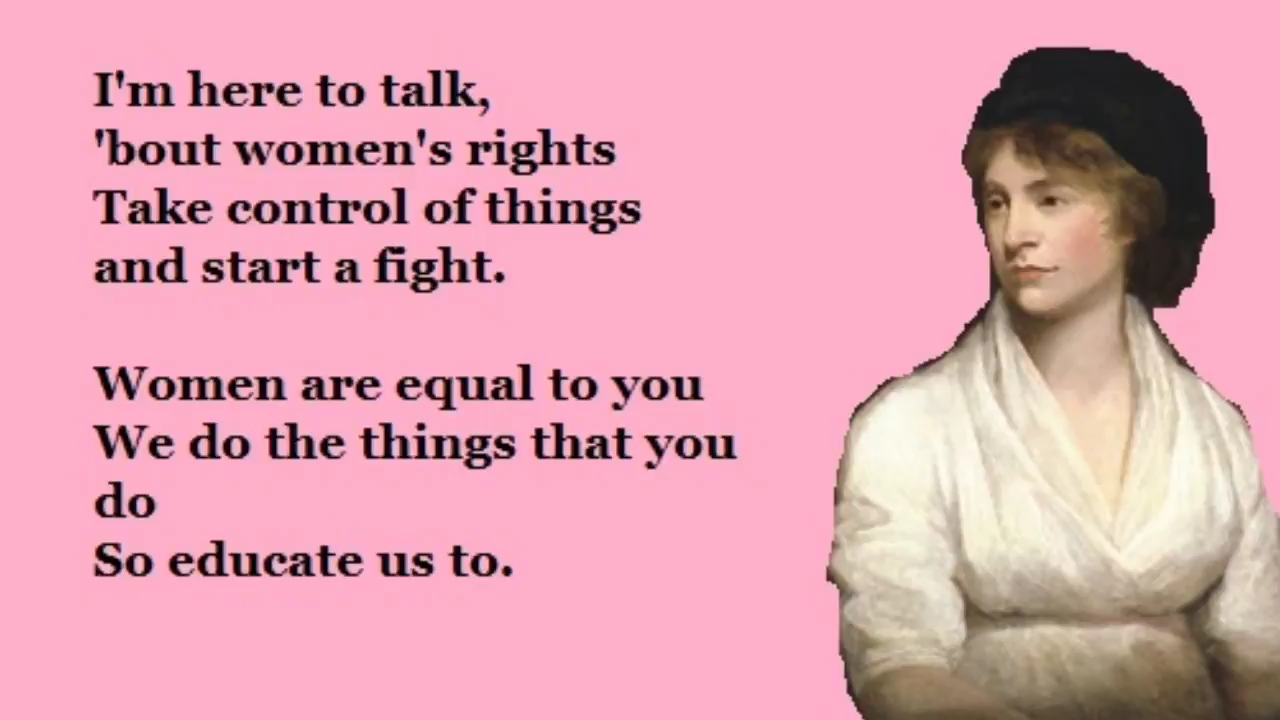 I'm here to talk,
'bout women's rights
Take control of things
and start a fight.
Women are equal to you
We do the things that you
do
So educate us to.